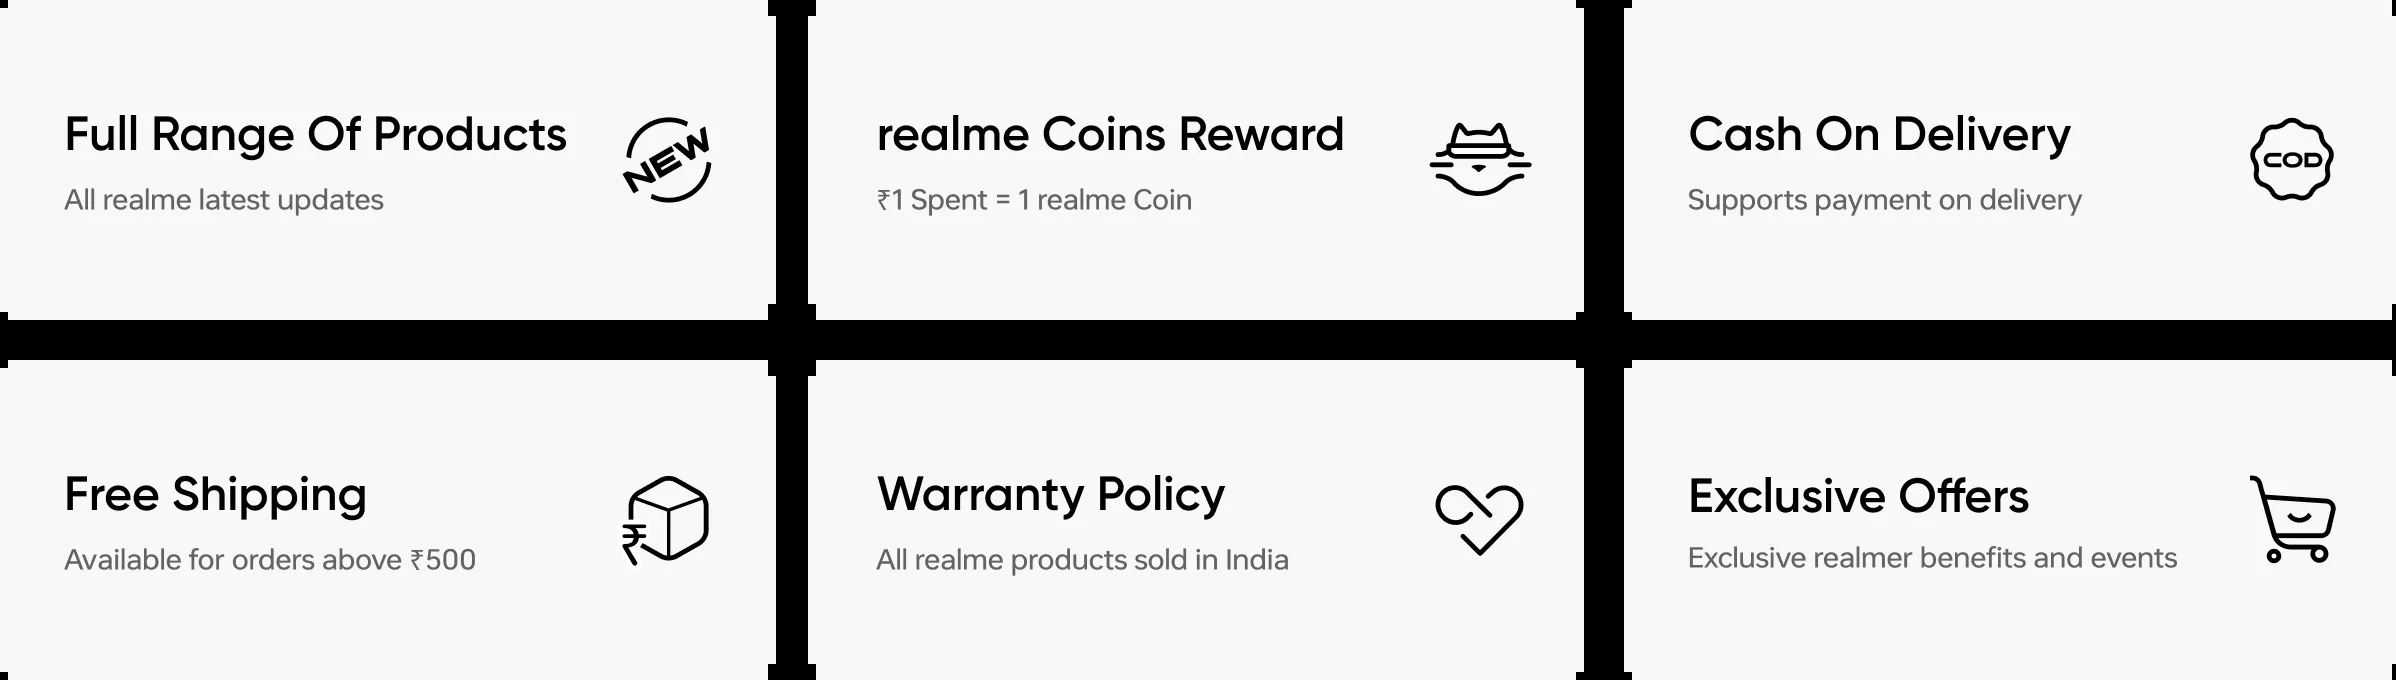 Full Range Of Products
All realme latest updates
NEW
realme Coins Reward
₹1 Spent = 1 realme Coin
Cash On Delivery
Supports payment on delivery
COD
Free Shipping
Available for orders above ₹500
₹
Warranty Policy
All realme products sold in India
Exclusive Offers
Exclusive realmer benefits and events